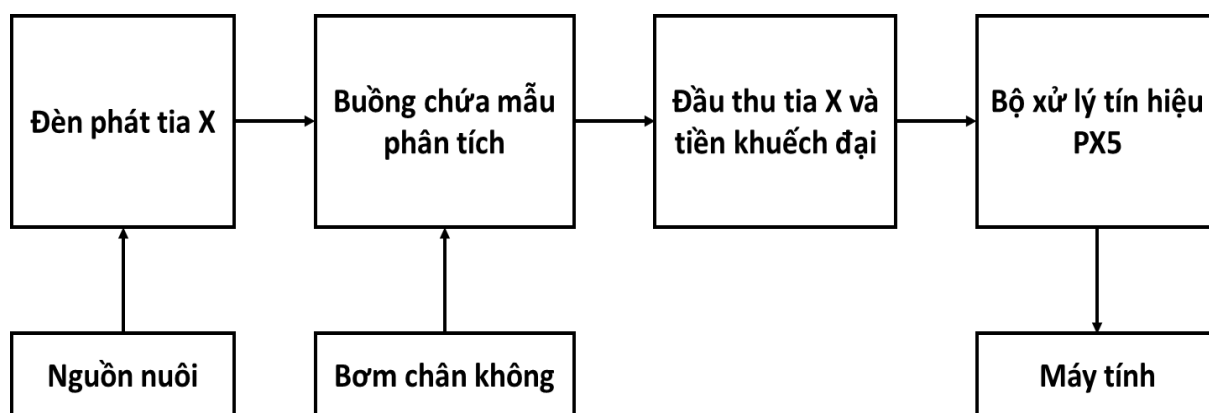 Đèn phát tia X
Buồng chứa mẫu
phân tích
Đầu thu tia X và
tiền khuếch đại
Bộ xử lý tín hiệu
PX5
Nguồn nuôi
Bơm chân không
Máy tính